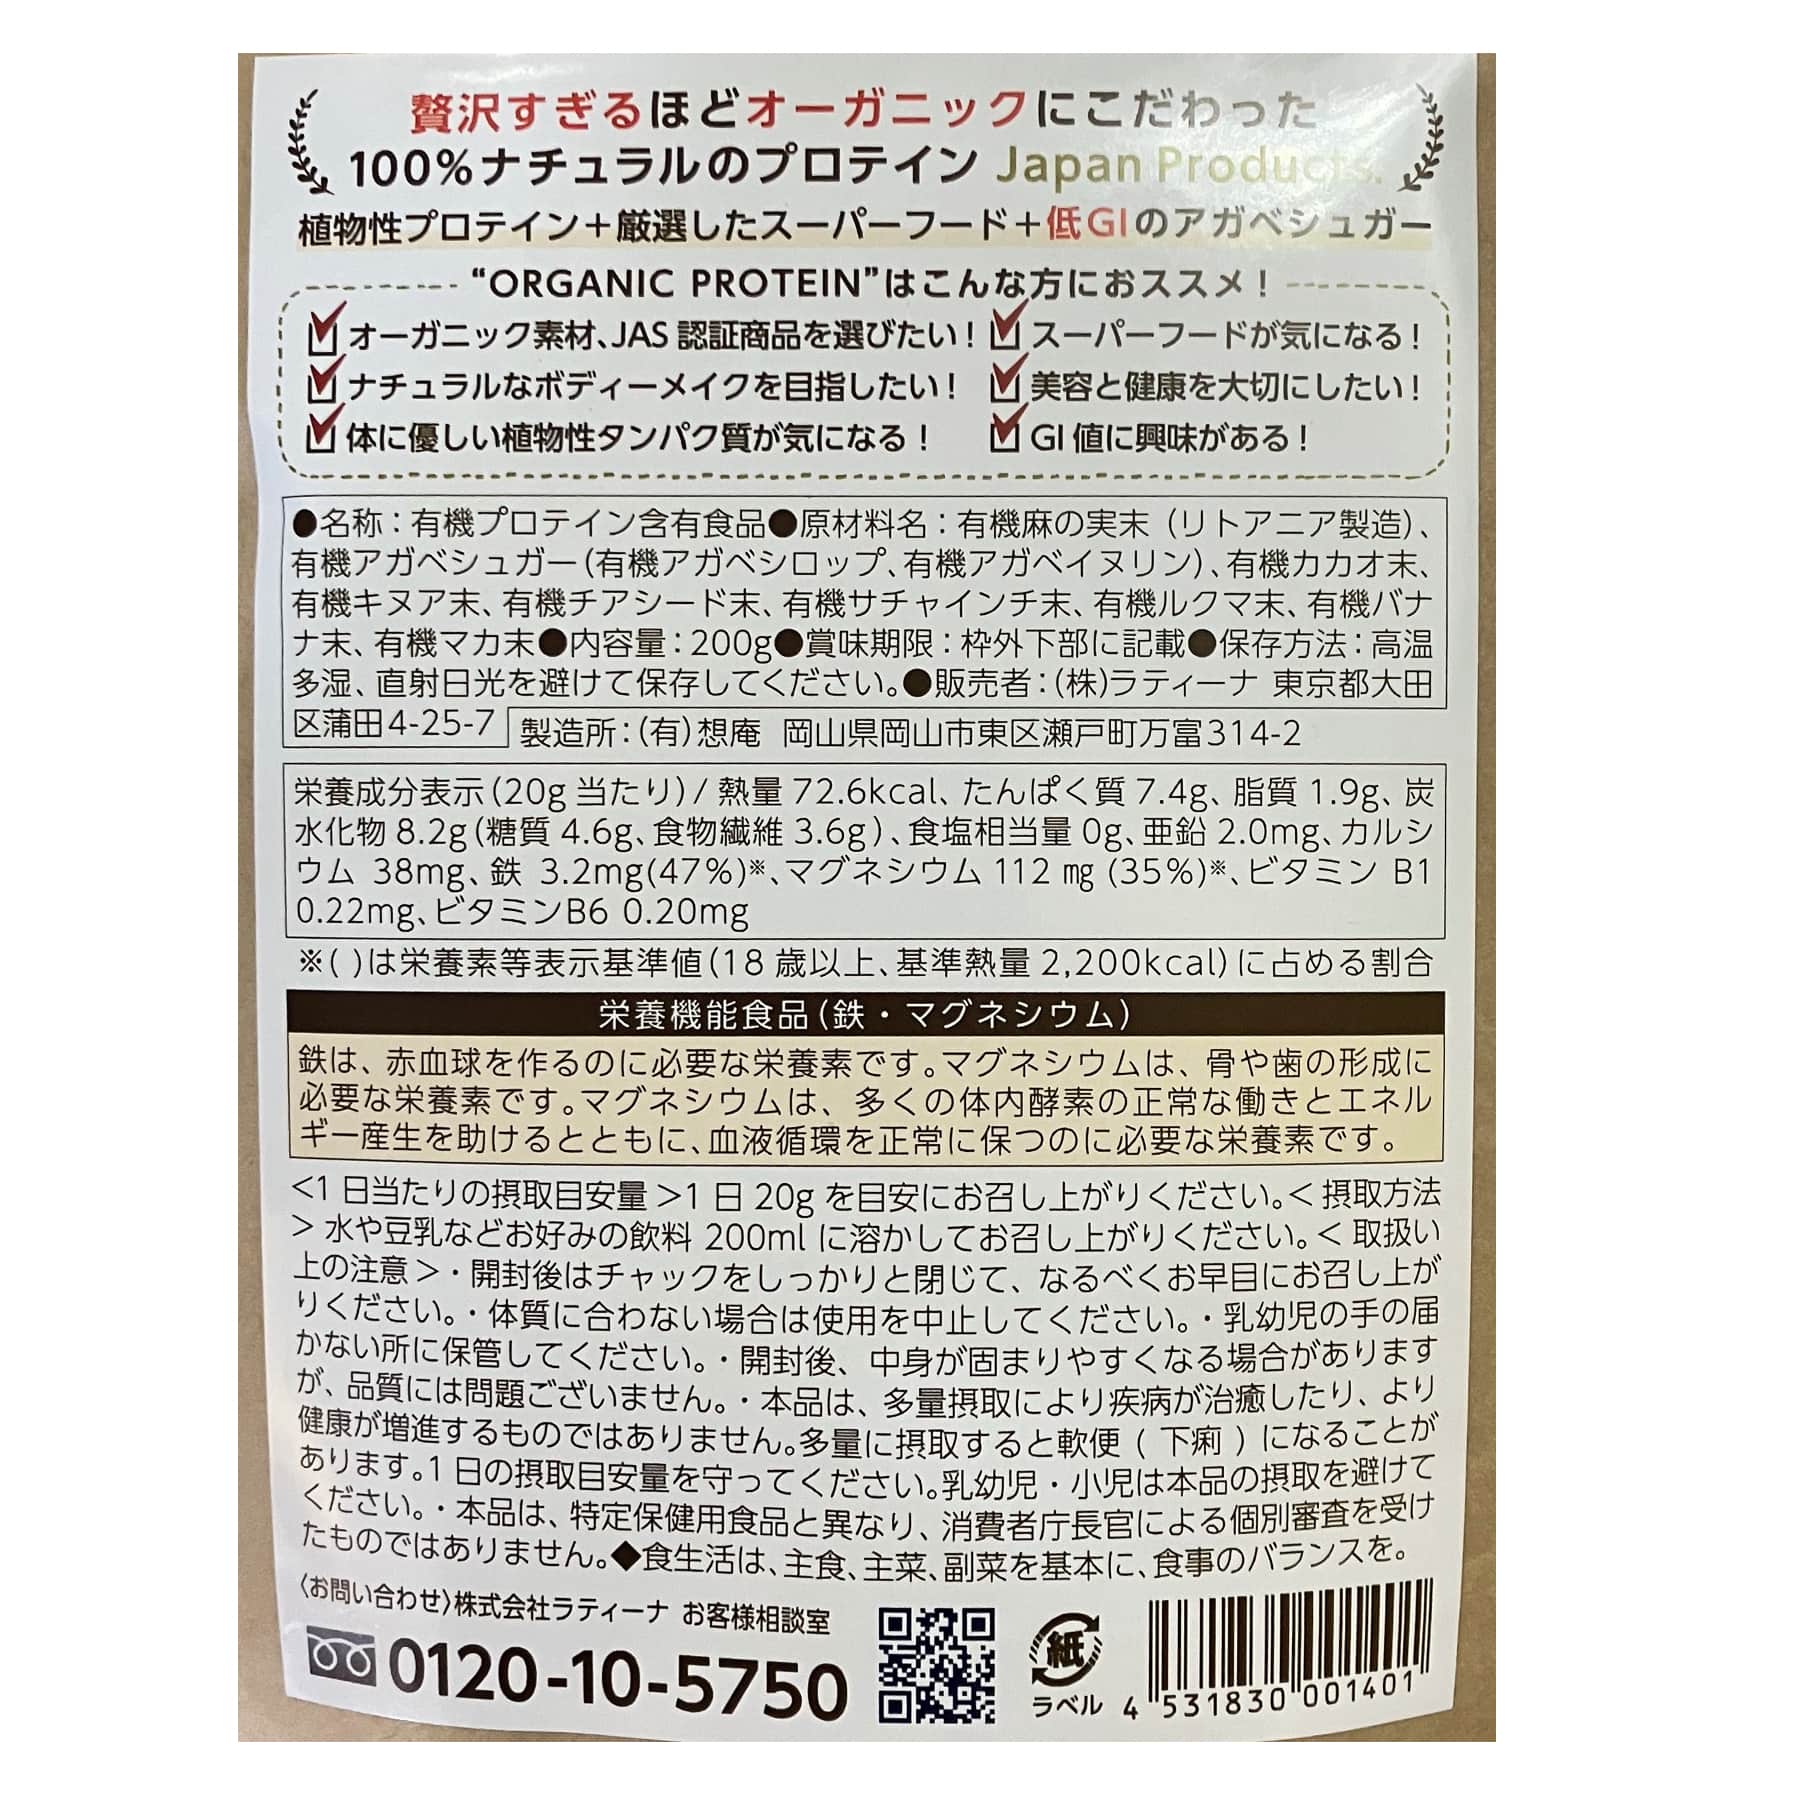 贅沢すぎるほどオーガニックにこだわった
100%ナチュラルのプロテイン Japan Products.
植物性プロテイン＋厳選したスーパーフード＋低GIのアガベシュガー
“ORGANIC PROTEIN”はこんな方におススメ！
オーガニック素材、JAS 認証商品を選びたい！ スーパーフードが気になる！
ナチュラルなボディーメイクを目指したい！ 美容と健康を大切にしたい！
体に優しい植物性タンパク質が気になる！ GI 値に興味がある！
●名称：有機プロテイン含有食品●原材料名：有機麻の実末（リトアニア製造）、
有機アガベシュガー（有機アガベシロップ、有機アガベイヌリン）、有機カカオ末、
有機キヌア末、有機チアシード末、有機サチャインチ末、有機ルクマ末、有機バナ
ナ末、有機マカ末●内容量：200g●賞味期限：枠外下部に記載●保存方法：高温
多湿、直射日光を避けて保存してください。●販売者：（株）ラティーナ 東京都大田
区蒲田4-25-7
製造所：（有）想庵 岡山県岡山市東区瀬戸町万富314-2
栄養成分表示（20g 当たり）/ 熱量 72.6kcal、たんぱく質 7.4g、脂質 1.9g、炭
水化物 8.2g（糖質 4.6g、食物繊維 3.6g）、食塩相当量 0g、亜鉛 2.0mg、カルシ
ウム 38mg、鉄 3.2mg(47%)※、マグネシウム 112 ㎎ (35%)※、ビタミン B1
0.22mg、ビタミンB6 0.20mg
※( )は栄養素等表示基準値（18 歳以上、基準熱量 2,200kcal）に占める割合
栄養機能食品（鉄・マグネシウム）
鉄は、赤血球を作るのに必要な栄養素です。マグネシウムは、骨や歯の形成に
必要な栄養素です。マグネシウムは、多くの体内酵素の正常な働きとエネル
ギー産生を助けるとともに、血液循環を正常に保つのに必要な栄養素です。
＜1 日当たりの摂取目安量＞1 日 20g を目安にお召し上がりください。＜摂取方法
＞水や豆乳などお好みの飲料 200ml に溶かしてお召し上がりください。＜取扱い
上の注意＞・開封後はチャックをしっかりと閉じて、なるべくお早目にお召し上が
りください。・体質に合わない場合は使用を中止してください。・乳幼児の手の届
かない所に保管してください。・開封後、中身が固まりやすくなる場合があります
が、品質には問題ございません。・本品は、多量摂取により疾病が治癒したり、より
健康が増進するものではありません。多量に摂取すると軟便（下痢）になることが
あります。1 日の摂取目安量を守ってください。乳幼児・小児は本品の摂取を避けて
ください。・本品は、特定保健用食品と異なり、消費者庁長官による個別審査を受け
たものではありません。◆食生活は、主食、主菜、副菜を基本に、食事のバランスを。
〈お問い合わせ〉株式会社ラティーナ お客様相談室
0120-10-5750
紙
ラベル
4 531830 001401